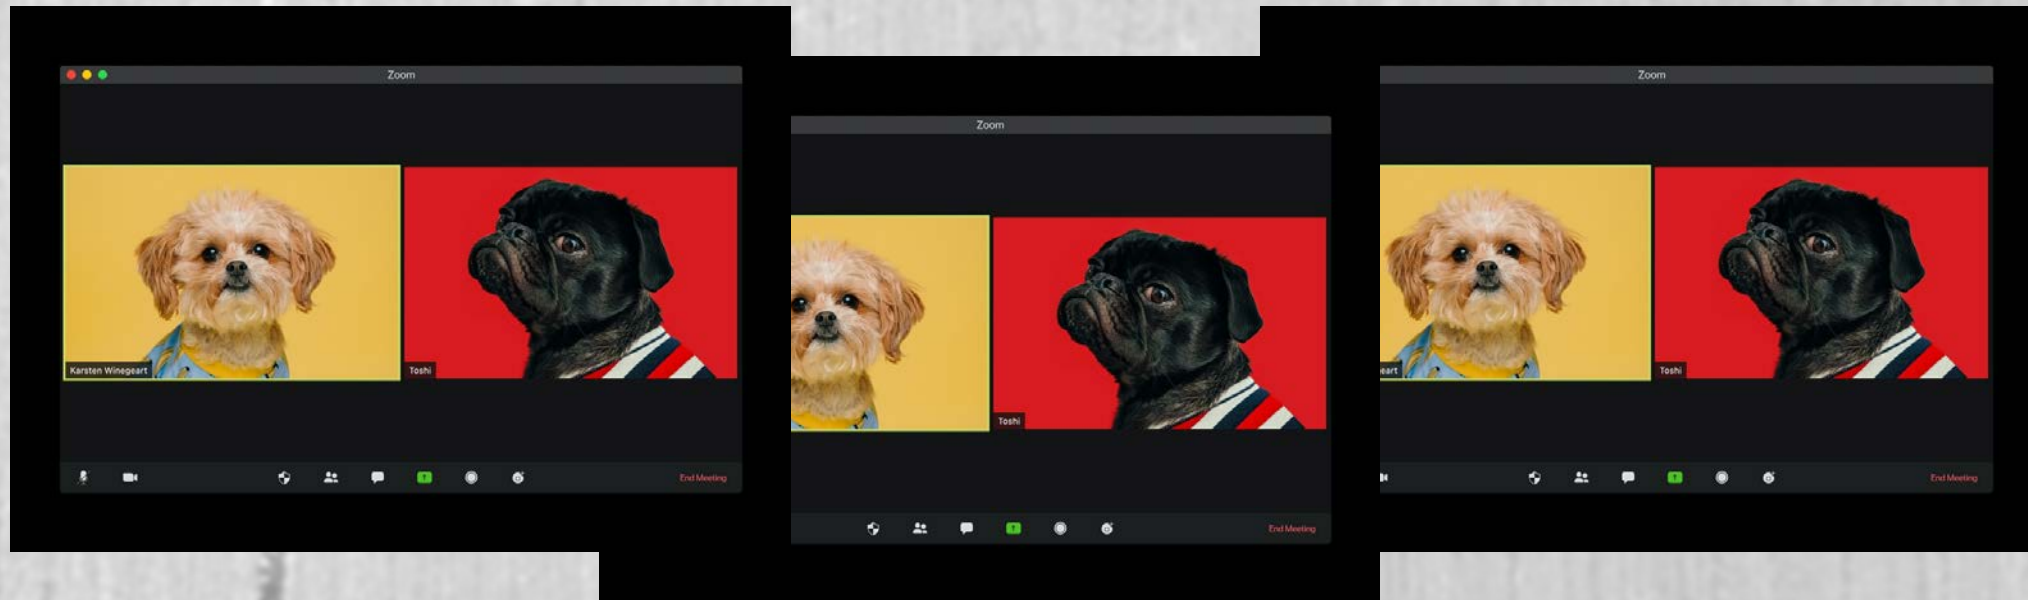 Zoom
Karsten Winegeart
Toshi
End Meeting
Zoom
Toshi
End Meeting
Zoom
eart
Toshi
End Meeting